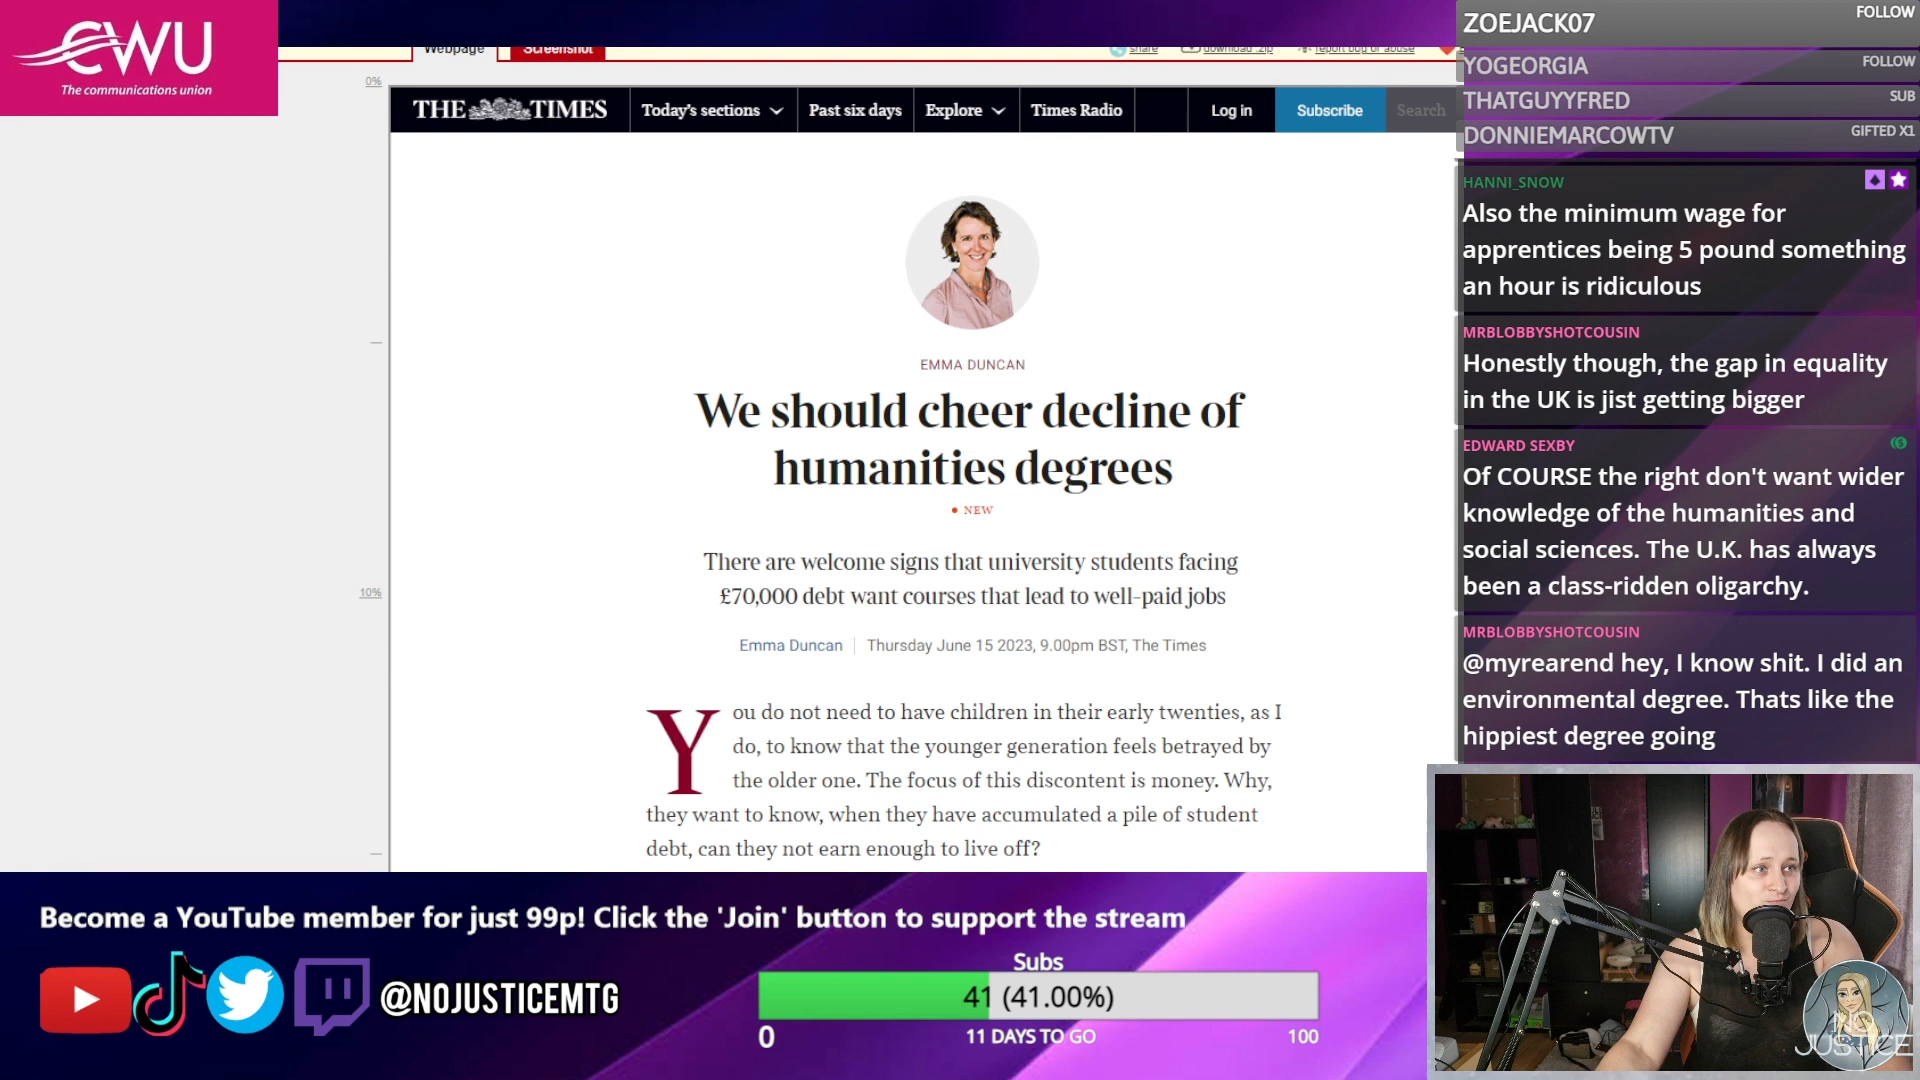 CWU
The communications union
Webpage
Screenshot
share
download .zip
report bug or abuse
0%
10%
THE TIMES
Today's sections
Past six days
Explore
Times Radio
Log in
Subscribe
Search
EMMA DUNCAN
We should cheer decline of
humanities degrees
• NEW
There are welcome signs that university students facing
£70,000 debt want courses that lead to well-paid jobs
Emma Duncan | Thursday June 15 2023, 9.00pm BST, The Times
You do not need to have children in their early twenties, as I
do, to know that the younger generation feels betrayed by
the older one. The focus of this discontent is money. Why,
they want to know, when they have accumulated a pile of student
debt, can they not earn enough to live off?
ZOEJACK07 FOLLOW
YOGEORGIA FOLLOW
THATGUYYFRED SUB
DONNIEMARCOWTV GIFTED X1
HANNI_SNOW
Also the minimum wage for
apprentices being 5 pound something
an hour is ridiculous
MRBLOBBYSHOTCOUSIN
Honestly though, the gap in equality
in the UK is jist getting bigger
EDWARD SEXBY
Of COURSE the right don't want wider
knowledge of the humanities and
social sciences. The U.K. has always
been a class-ridden oligarchy.
MRBLOBBYSHOTCOUSIN
@myrearend hey, I know shit. I did an
environmental degree. Thats like the
hippiest degree going
Become a YouTube member for just 99p! Click the 'Join' button to support the stream
@NOJUSTICEMTG
Subs
41 (41.00%)
0
11 DAYS TO GO
100
NO
JUSTICE